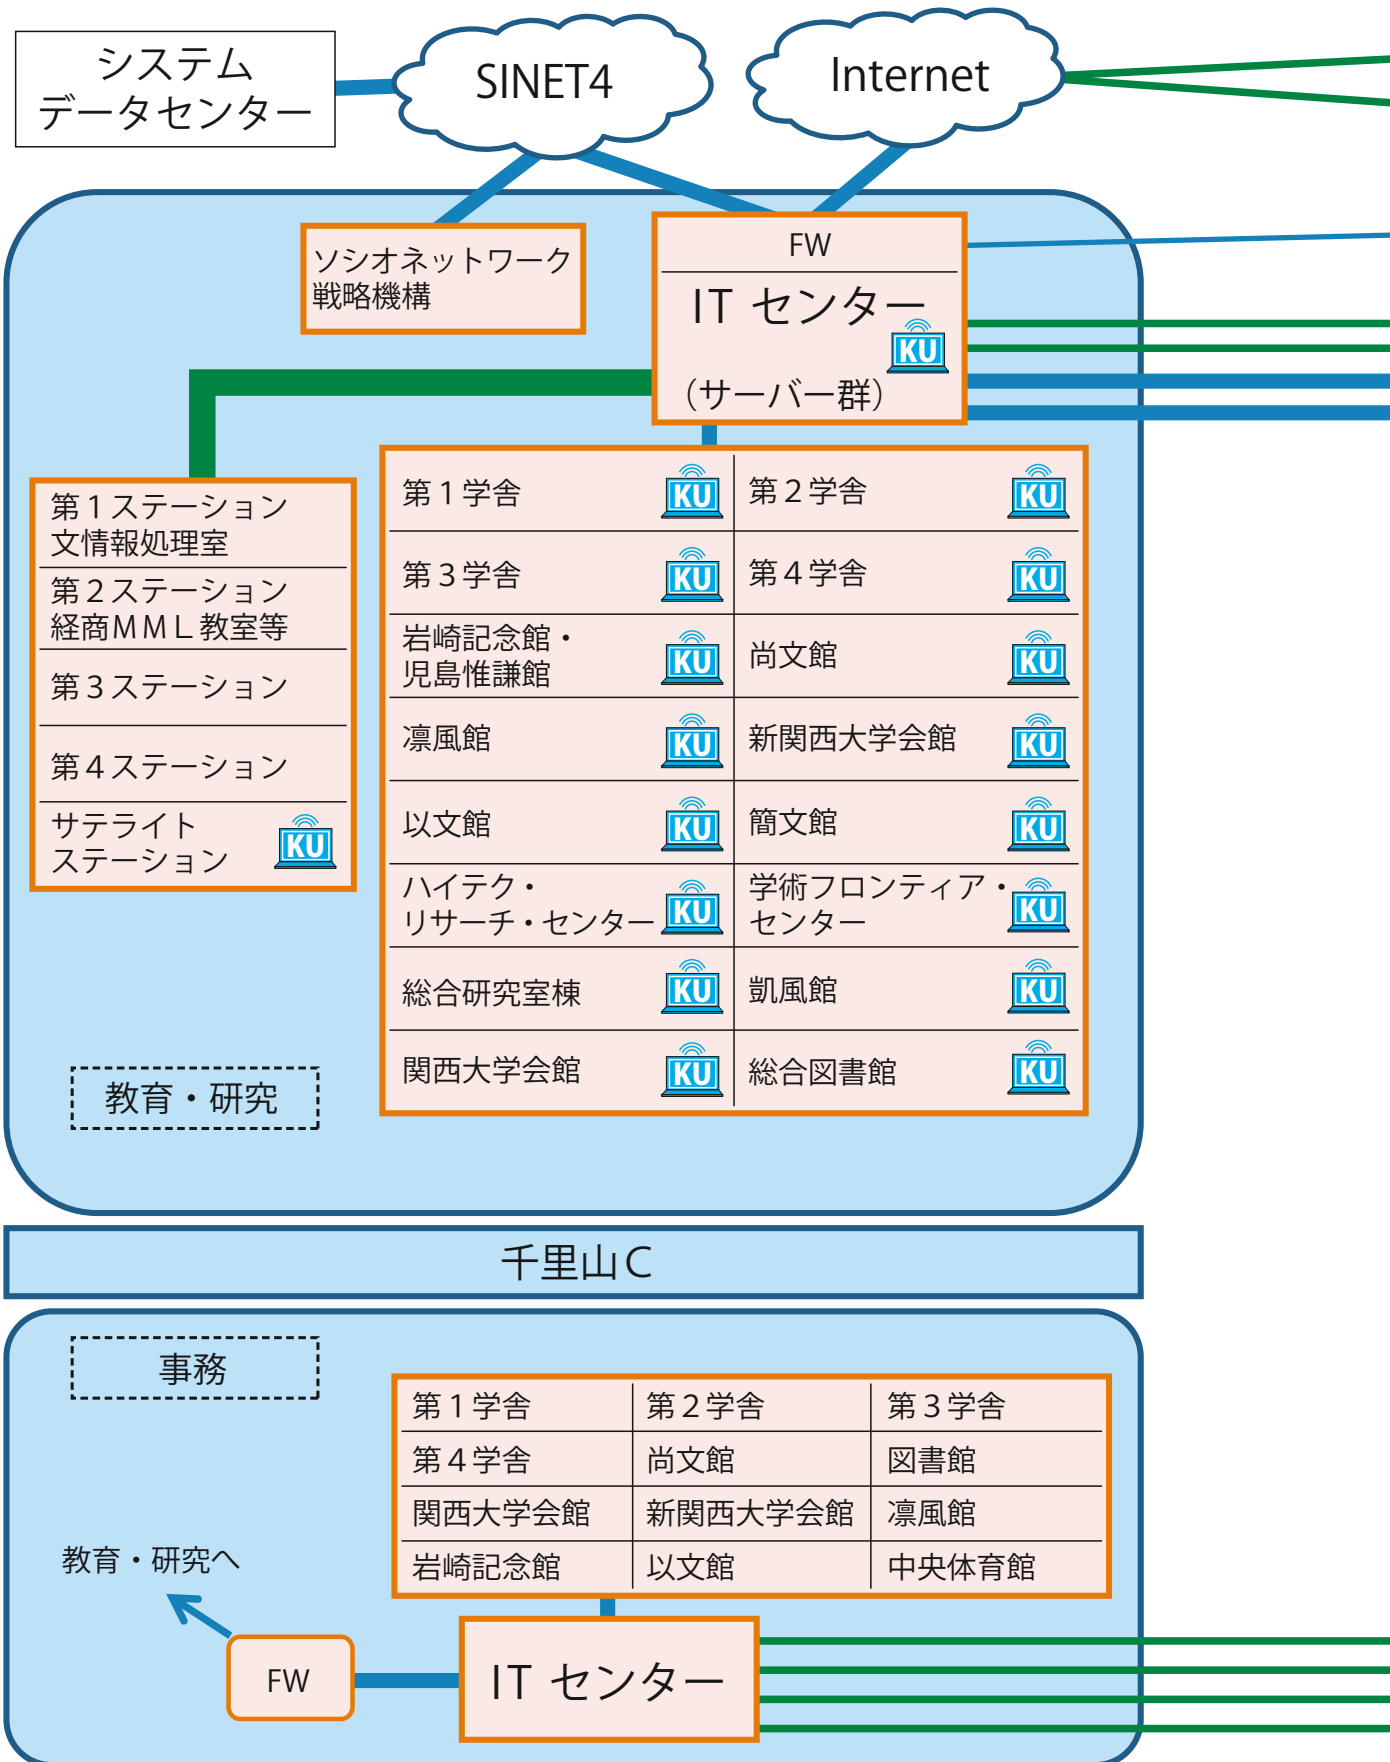 システム
データセンター
SINET4
Internet
ソシオネットワーク
戦略機構
FW
IT センター
KU
（サーバー群）
第１ステーション
文情報処理室
第２ステーション
経商ＭＭＬ教室等
第３ステーション
第４ステーション
サテライト
ステーション
KU
第１学舎
KU
第２学舎
KU
第３学舎
KU
第４学舎
KU
岩崎記念館・
児島惟謙館
KU
尚文館
KU
凛風館
KU
新関西大学会館
KU
以文館
KU
簡文館
KU
ハイテク・
リサーチ・センター
KU
学術フロンティア・
センター
KU
総合研究室棟
KU
凱風館
KU
関西大学会館
KU
総合図書館
KU
教育・研究
千里山Ｃ
事務
第１学舎
第２学舎
第３学舎
第４学舎
尚文館
図書館
関西大学会館
新関西大学会館
凛風館
岩崎記念館
以文館
中央体育館
教育・研究へ
FW
IT センター